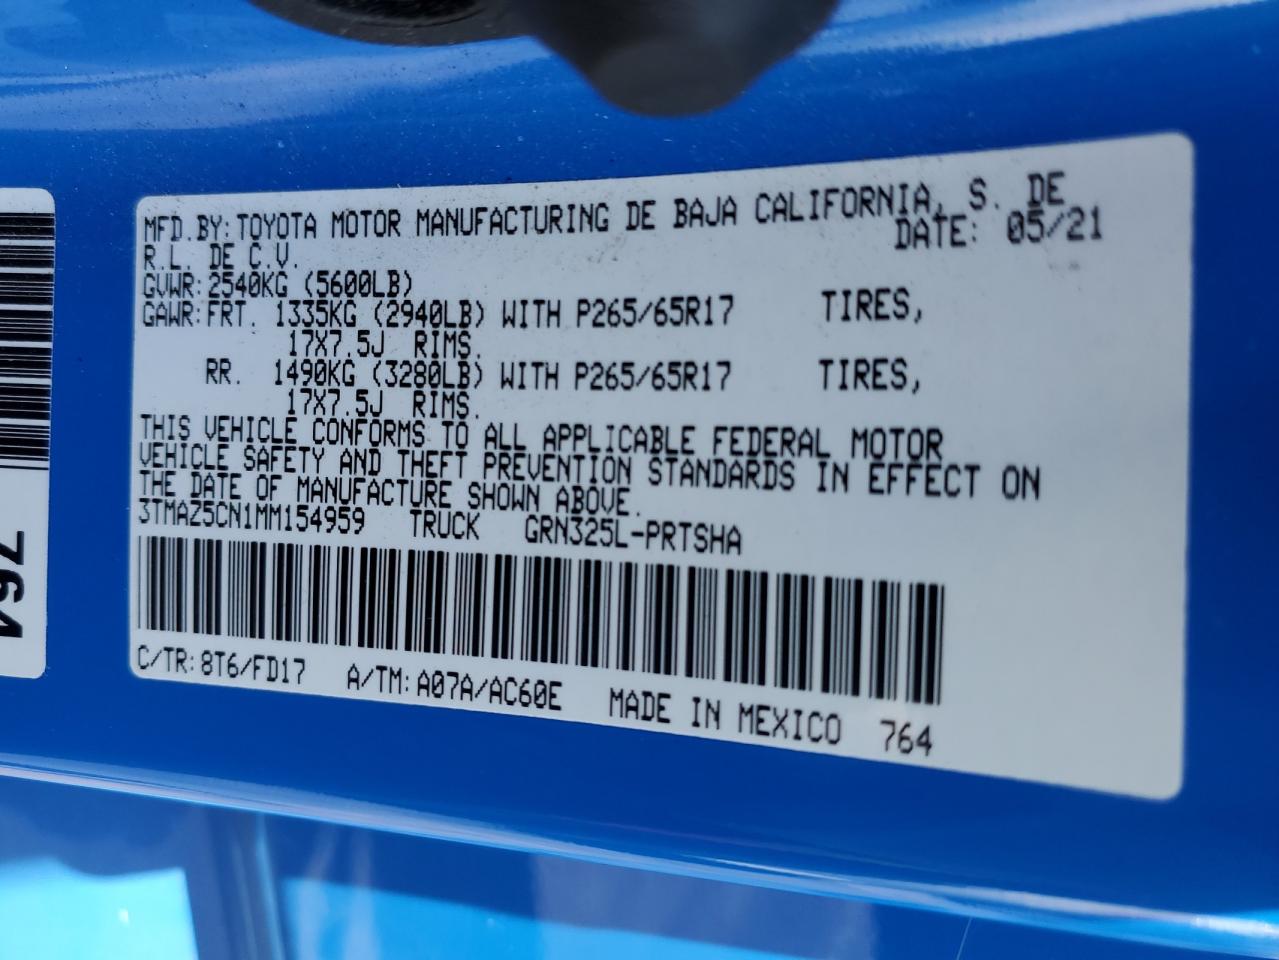 MFD.BY:TOYOTA MOTOR MANUFACTURING DE BAJA CALIFORNIA, S. DE
R.L. DE C.V. DATE: 05/21
GVWR:2540KG (5600LB)
GAWR:FRT. 1335KG (2940LB) WITH P265/65R17 TIRES,
17X7.5J RIMS.
RR. 1490KG (3280LB) WITH P265/65R17 TIRES,
17X7.5J RIMS.
THIS VEHICLE CONFORMS TO ALL APPLICABLE FEDERAL MOTOR
VEHICLE SAFETY AND THEFT PREVENTION STANDARDS IN EFFECT ON
THE DATE OF MANUFACTURE SHOWN ABOVE.
3TMAZ5CN1MM154959 TRUCK GRN325L-PRTSHA
C/TR:8T6/FD17 A/TM:A07A/AC60E MADE IN MEXICO 764
764